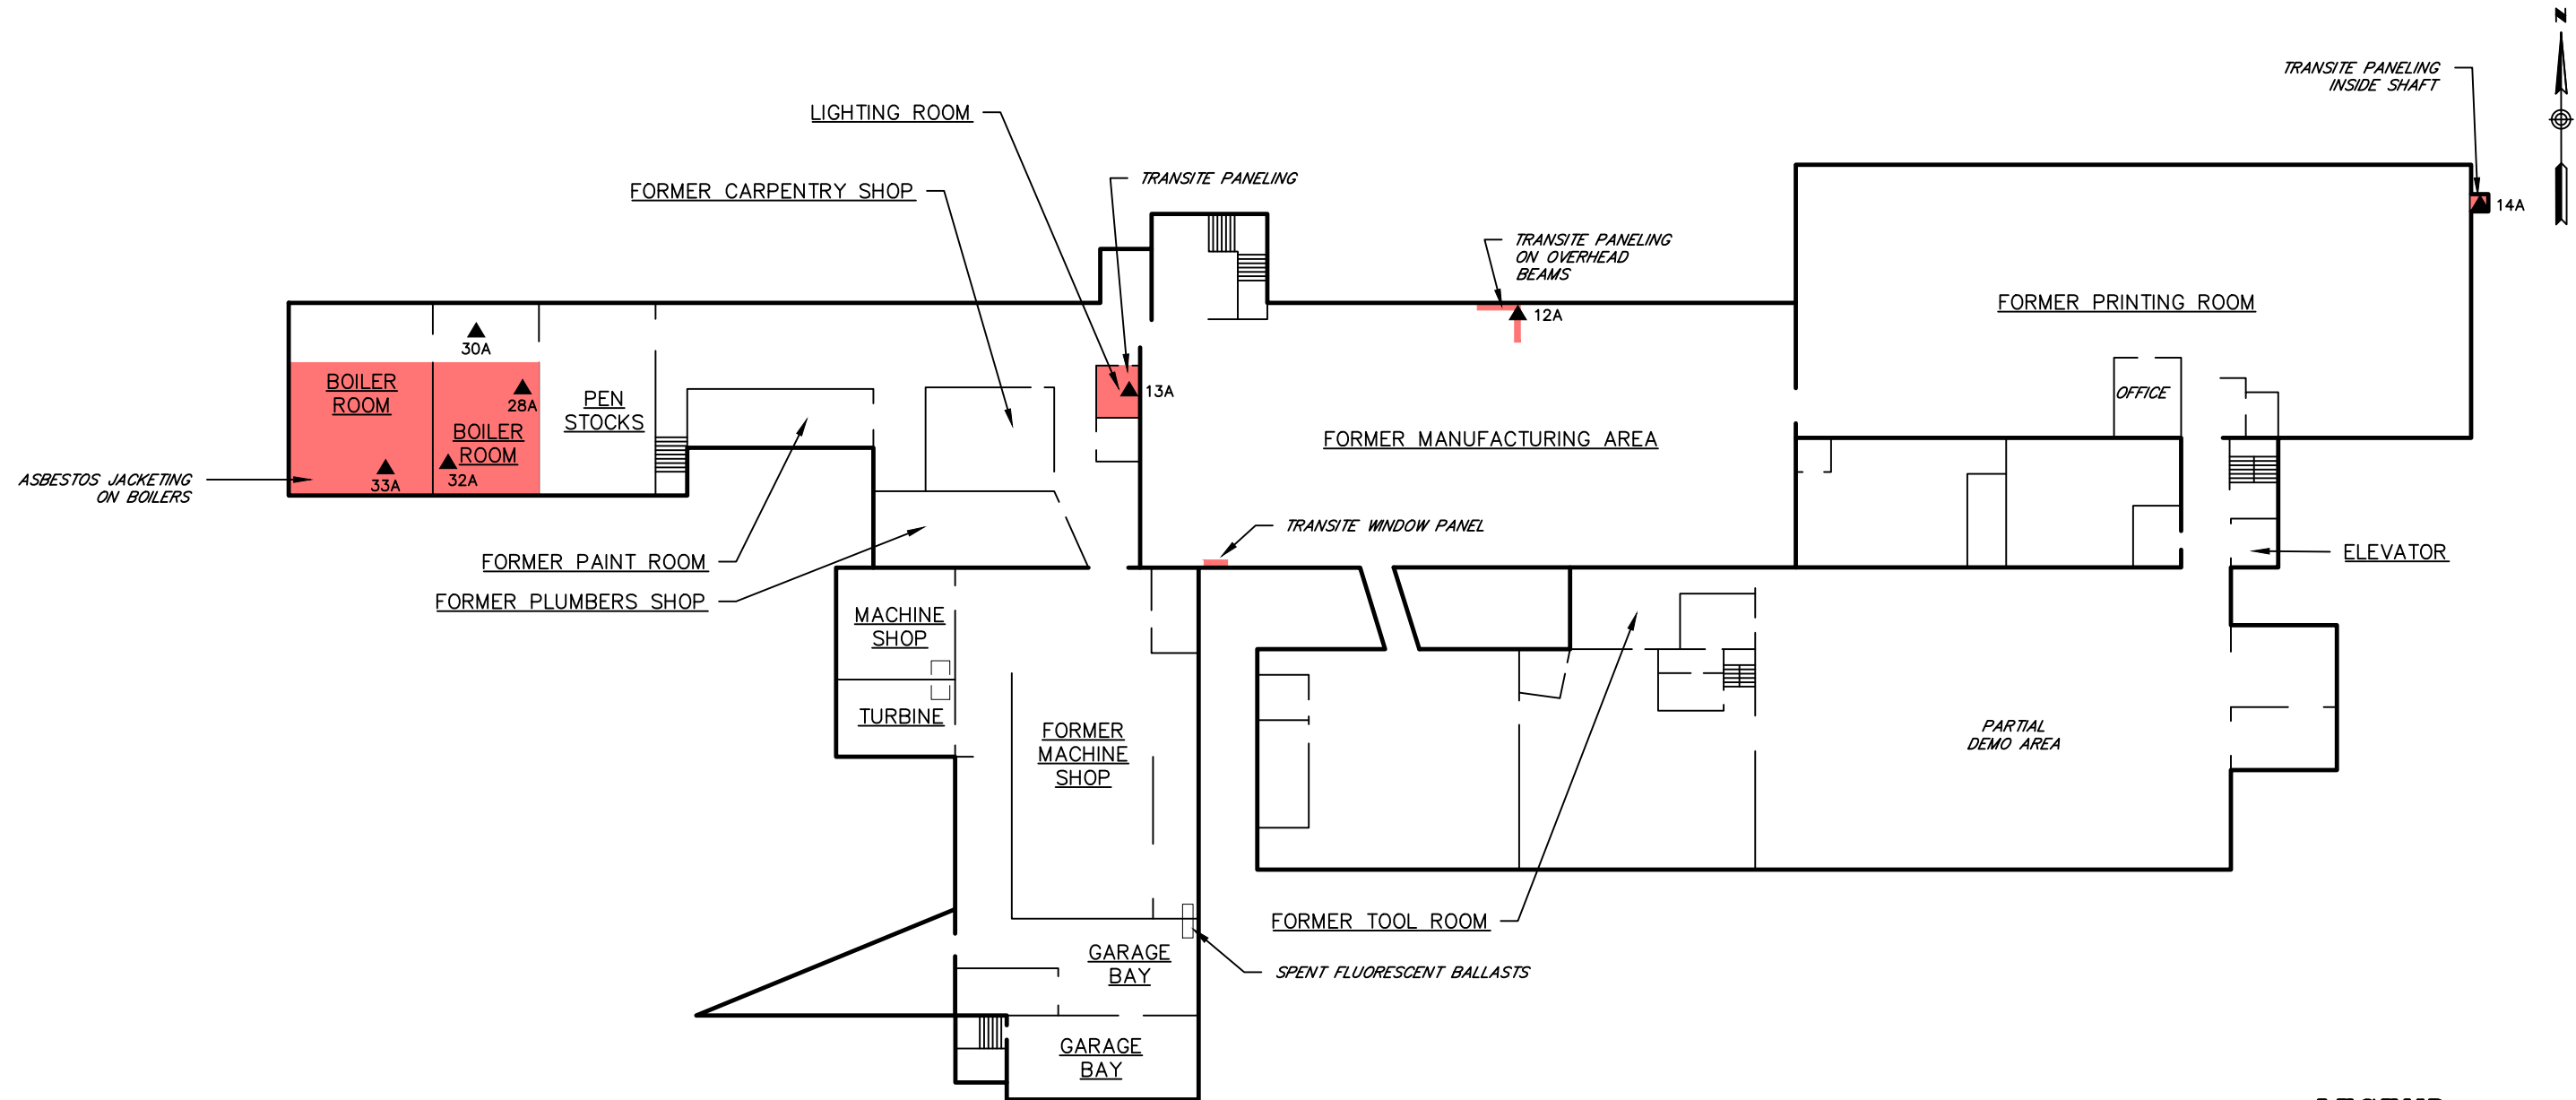 N
TRANSITE PANELING
INSIDE SHAFT
LIGHTING ROOM
TRANSITE PANELING
FORMER CARPENTRY SHOP
14A
TRANSITE PANELING
ON OVERHEAD
BEAMS
12A
FORMER PRINTING ROOM
30A
BOILER
ROOM
28A
PEN
STOCKS
13A
OFFICE
BOILER
ROOM
FORMER MANUFACTURING AREA
33A
32A
ASBESTOS JACKETING
ON BOILERS
TRANSITE WINDOW PANEL
FORMER PAINT ROOM
ELEVATOR
FORMER PLUMBERS SHOP
MACHINE
SHOP
TURBINE
FORMER
MACHINE
SHOP
PARTIAL
DEMO AREA
FORMER TOOL ROOM
GARAGE
BAY
SPENT FLUORESCENT BALLASTS
GARAGE
BAY